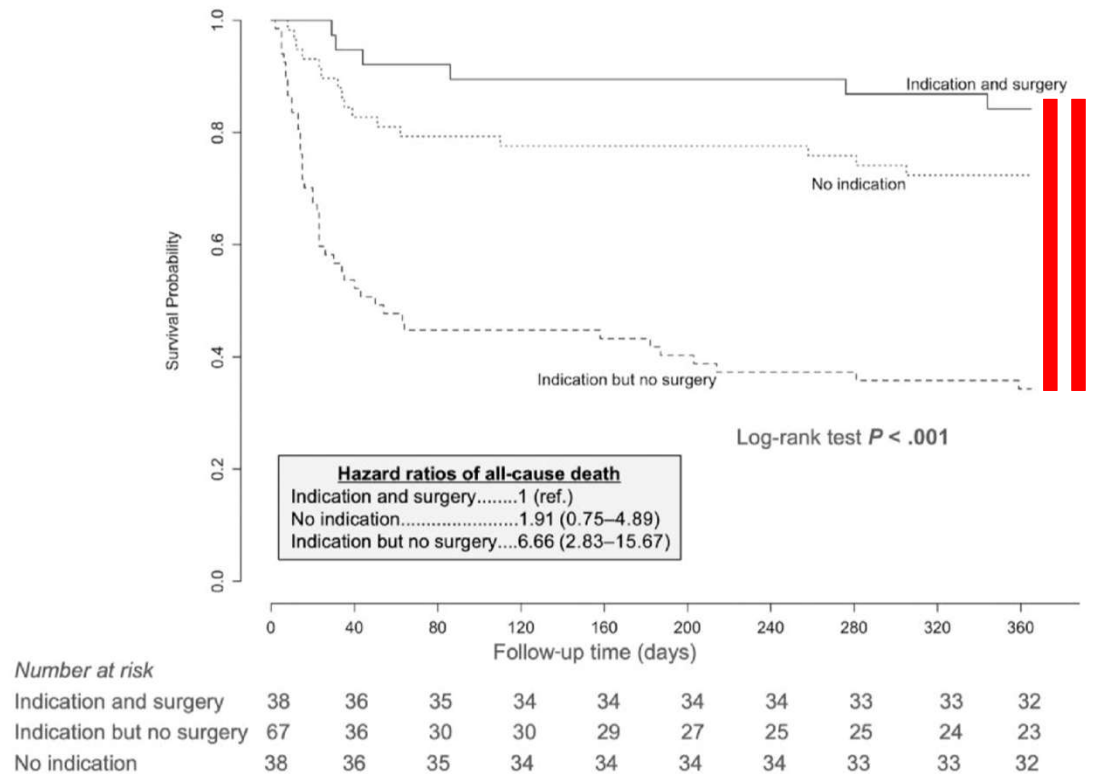 1.0
Indication and surgery
0.8
No indication
Survival Probability
0.6
0.4
Indication but no surgery
Log-rank test P < .001
0.2
Hazard ratios of all-cause death
Indication and surgery........1 (ref.)
No indication.......................1.91 (0.75–4.89)
Indication but no surgery....6.66 (2.83–15.67)
0.0
0 40 80 120 160 200 240 280 320 360
Follow-up time (days)
Number at risk
Indication and surgery 38 36 35 34 34 34 34 33 33 32
Indication but no surgery 67 36 30 30 29 27 25 25 24 23
No indication 38 36 35 34 34 34 34 33 33 32